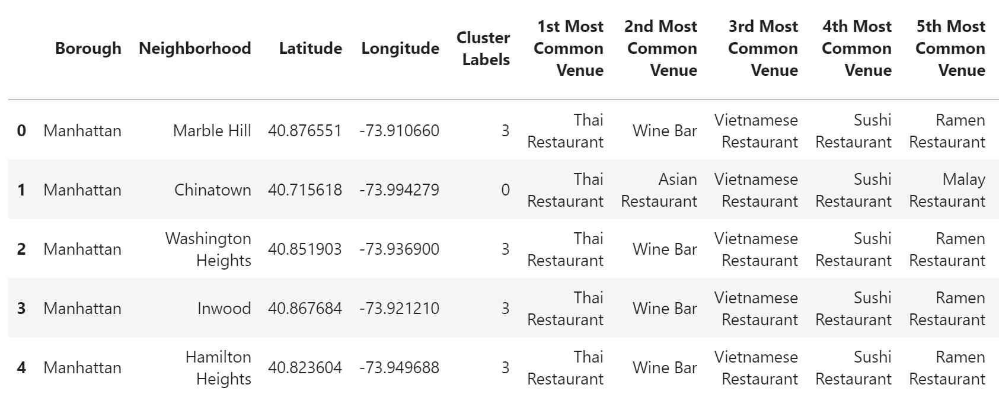 Borough Neighborhood Latitude Longitude Cluster Labels 1st Most Common Venue 2nd Most Common Venue 3rd Most Common Venue 4th Most Common Venue 5th Most Common Venue
0 Manhattan Marble Hill 40.876551 -73.910660 3 Thai Restaurant Wine Bar Vietnamese Restaurant Sushi Restaurant Ramen Restaurant
1 Manhattan Chinatown 40.715618 -73.994279 0 Thai Restaurant Asian Restaurant Vietnamese Restaurant Sushi Restaurant Malay Restaurant
2 Manhattan Washington Heights 40.851903 -73.936900 3 Thai Restaurant Wine Bar Vietnamese Restaurant Sushi Restaurant Ramen Restaurant
3 Manhattan Inwood 40.867684 -73.921210 3 Thai Restaurant Wine Bar Vietnamese Restaurant Sushi Restaurant Ramen Restaurant
4 Manhattan Hamilton Heights 40.823604 -73.949688 3 Thai Restaurant Wine Bar Vietnamese Restaurant Sushi Restaurant Ramen Restaurant